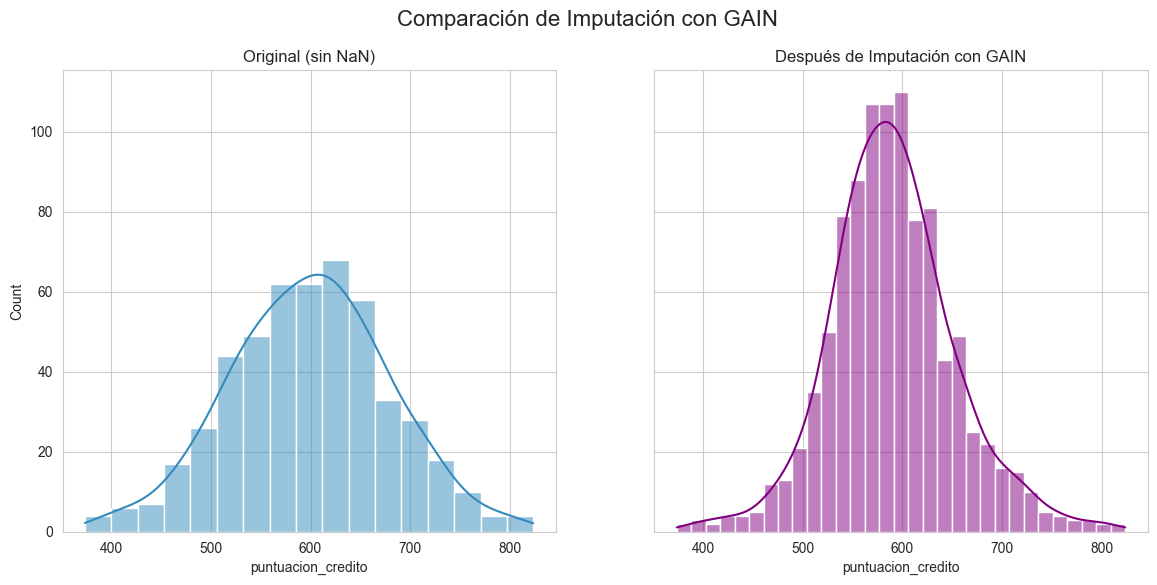 Comparación de Imputación con GAIN
Original (sin NaN)
Después de Imputación con GAIN
Count
100
80
60
40
20
0
400 500 600 700 800
400 500 600 700 800
puntuacion_credito
puntuacion_credito